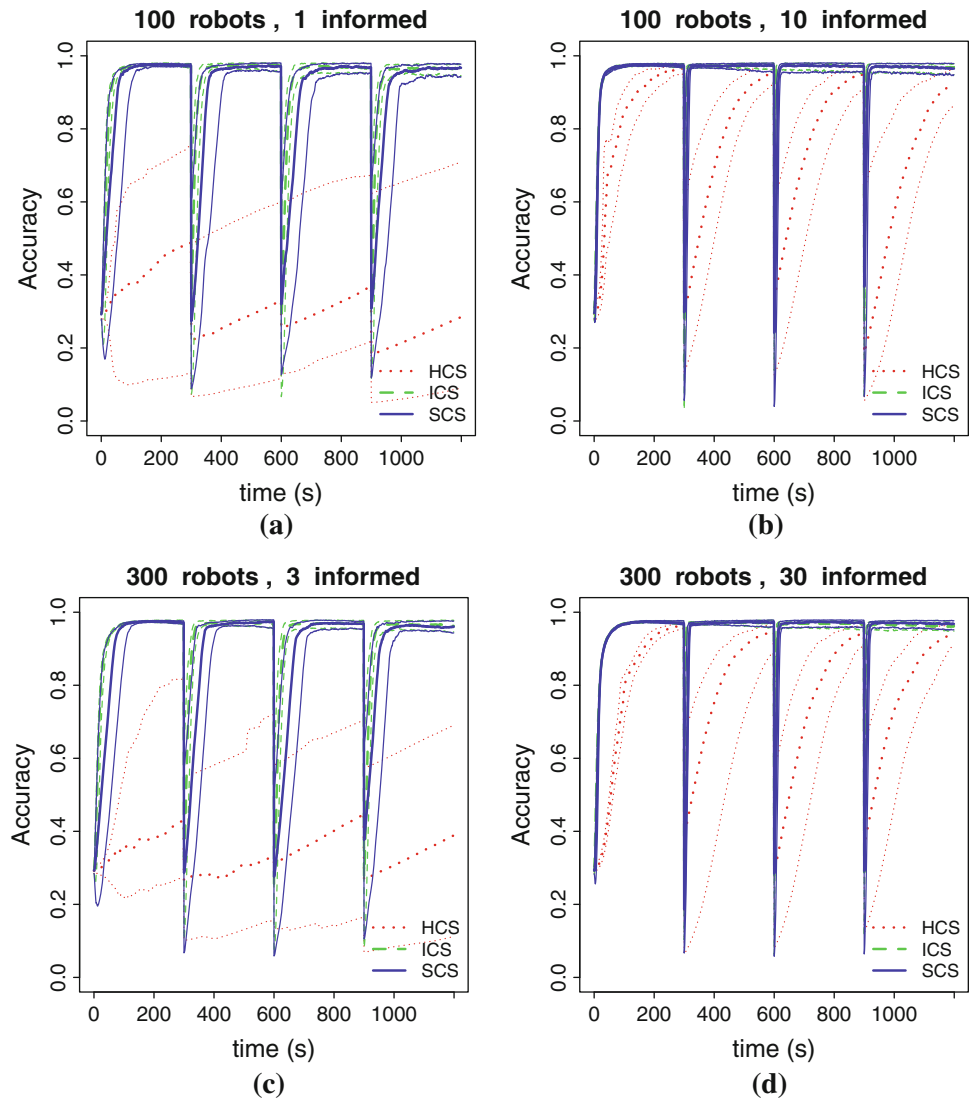 100 robots , 1 informed
Accuracy
0.0 0.2 0.4 0.6 0.8 1.0
HCS
ICS
SCS
0 200 400 600 800 1000
time (s)
(a)
100 robots , 10 informed
Accuracy
0.0 0.2 0.4 0.6 0.8 1.0
HCS
ICS
SCS
0 200 400 600 800 1000
time (s)
(b)
300 robots , 3 informed
Accuracy
0.0 0.2 0.4 0.6 0.8 1.0
HCS
ICS
SCS
0 200 400 600 800 1000
time (s)
(c)
300 robots , 30 informed
Accuracy
0.0 0.2 0.4 0.6 0.8 1.0
HCS
ICS
SCS
0 200 400 600 800 1000
time (s)
(d)